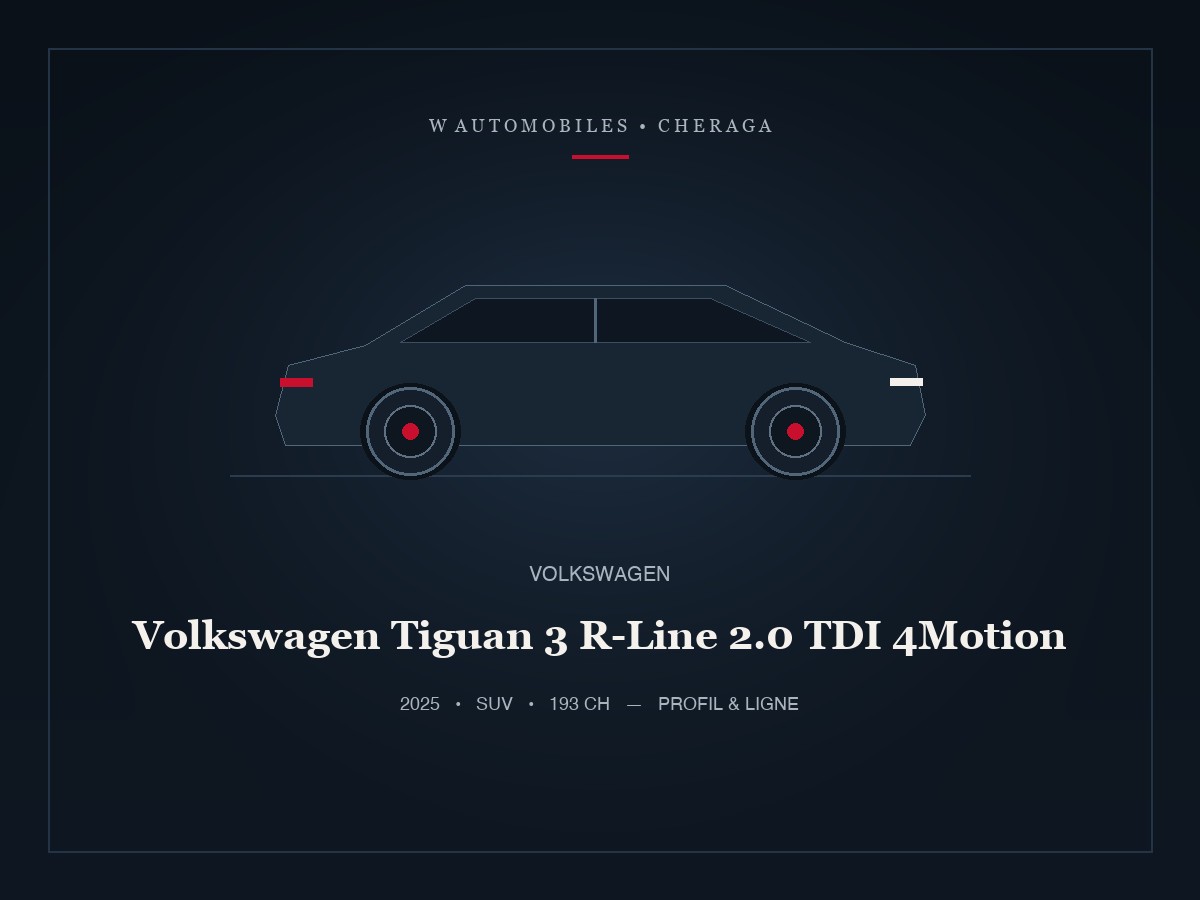 W AUTOMOBILES • CHERAGA
VOLKSWAGEN
Volkswagen Tiguan 3 R-Line 2.0 TDI 4Motion
2025 • SUV • 193 CH — PROFIL & LIGNE